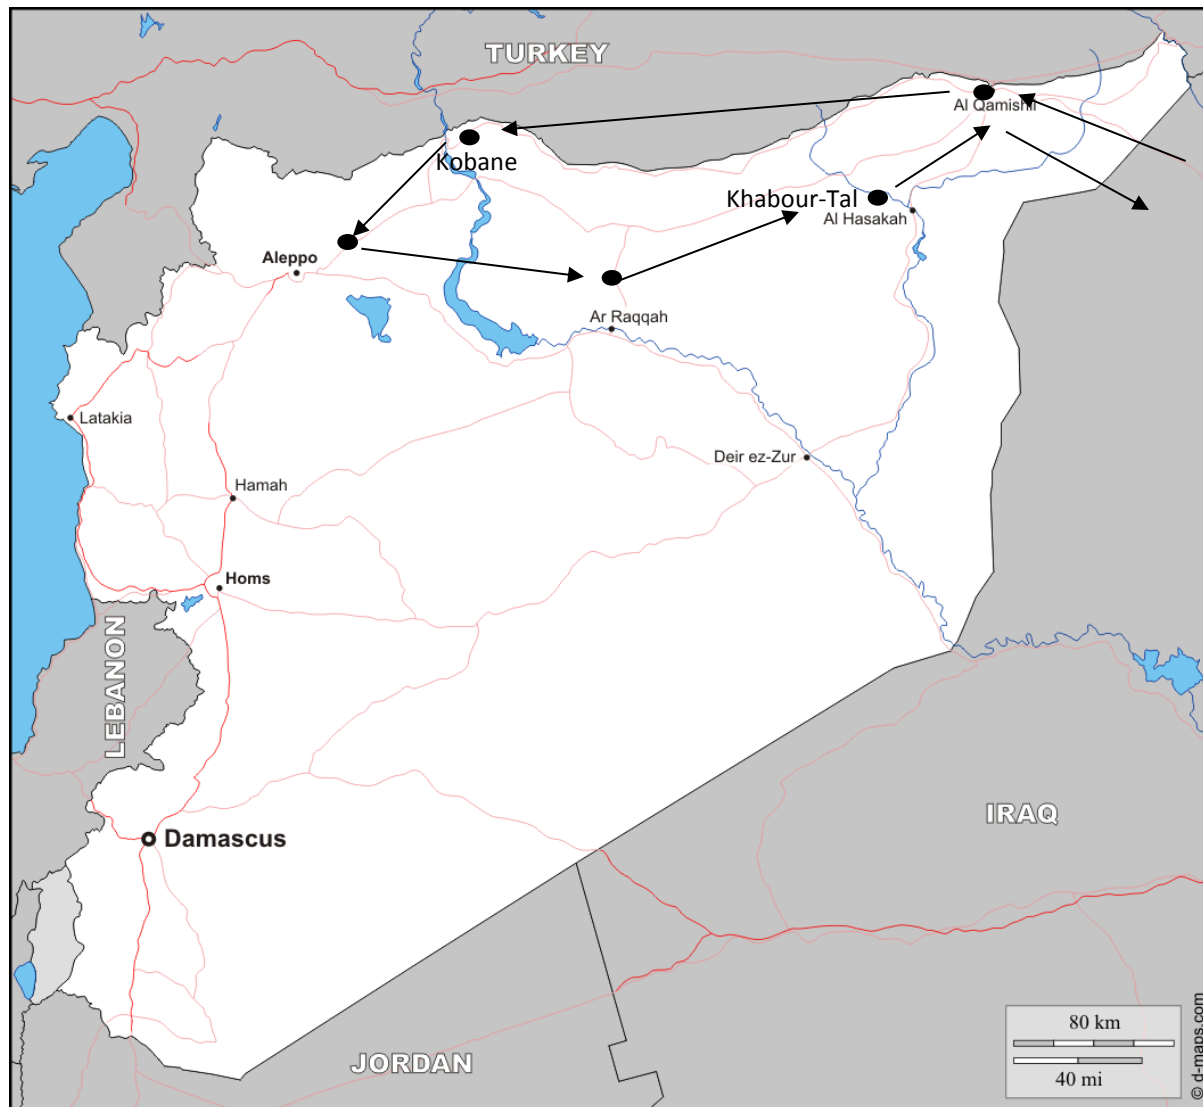 TURKEY
Al Qamishli
Kobane
Khabour-Tal
Al Hasakah
Aleppo
Ar Raqqah
Latakia
Deir ez-Zur
Hamah
Homs
LEBANON
IRAQ
Damascus
80 km
40 mi
JORDAN
© d-maps.com